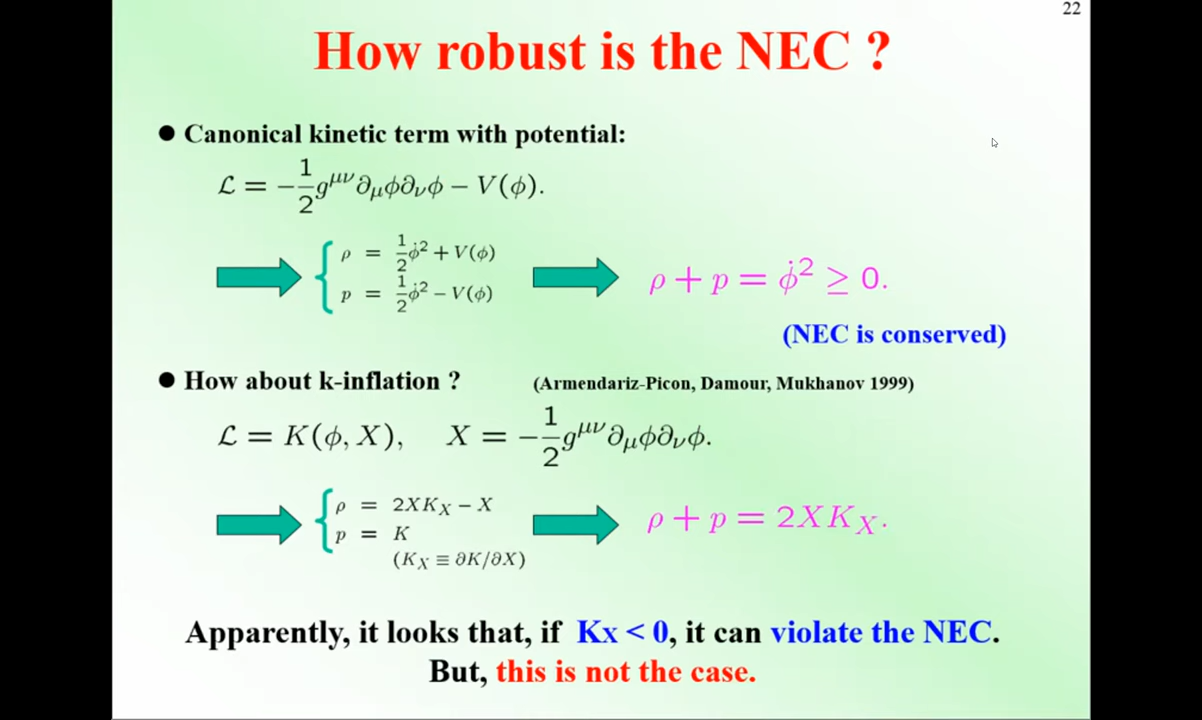 22
How robust is the NEC ?
● Canonical kinetic term with potential:
ℒ = −1/2 g^{μν} ∂_μϕ∂_νϕ − V(ϕ).
ρ = 1/2 ϕ̇² + V(ϕ)
p = 1/2 ϕ̇² − V(ϕ)
ρ + p = ϕ̇² ≥ 0.
(NEC is conserved)
● How about k-inflation ? (Armendariz-Picon, Damour, Mukhanov 1999)
ℒ = K(ϕ, X), X = −1/2 g^{μν} ∂_μϕ∂_νϕ.
ρ = 2XK_X − X
p = K
(K_X ≡ ∂K/∂X)
ρ + p = 2XK_X.
Apparently, it looks that, if Kx < 0, it can violate the NEC.
But, this is not the case.